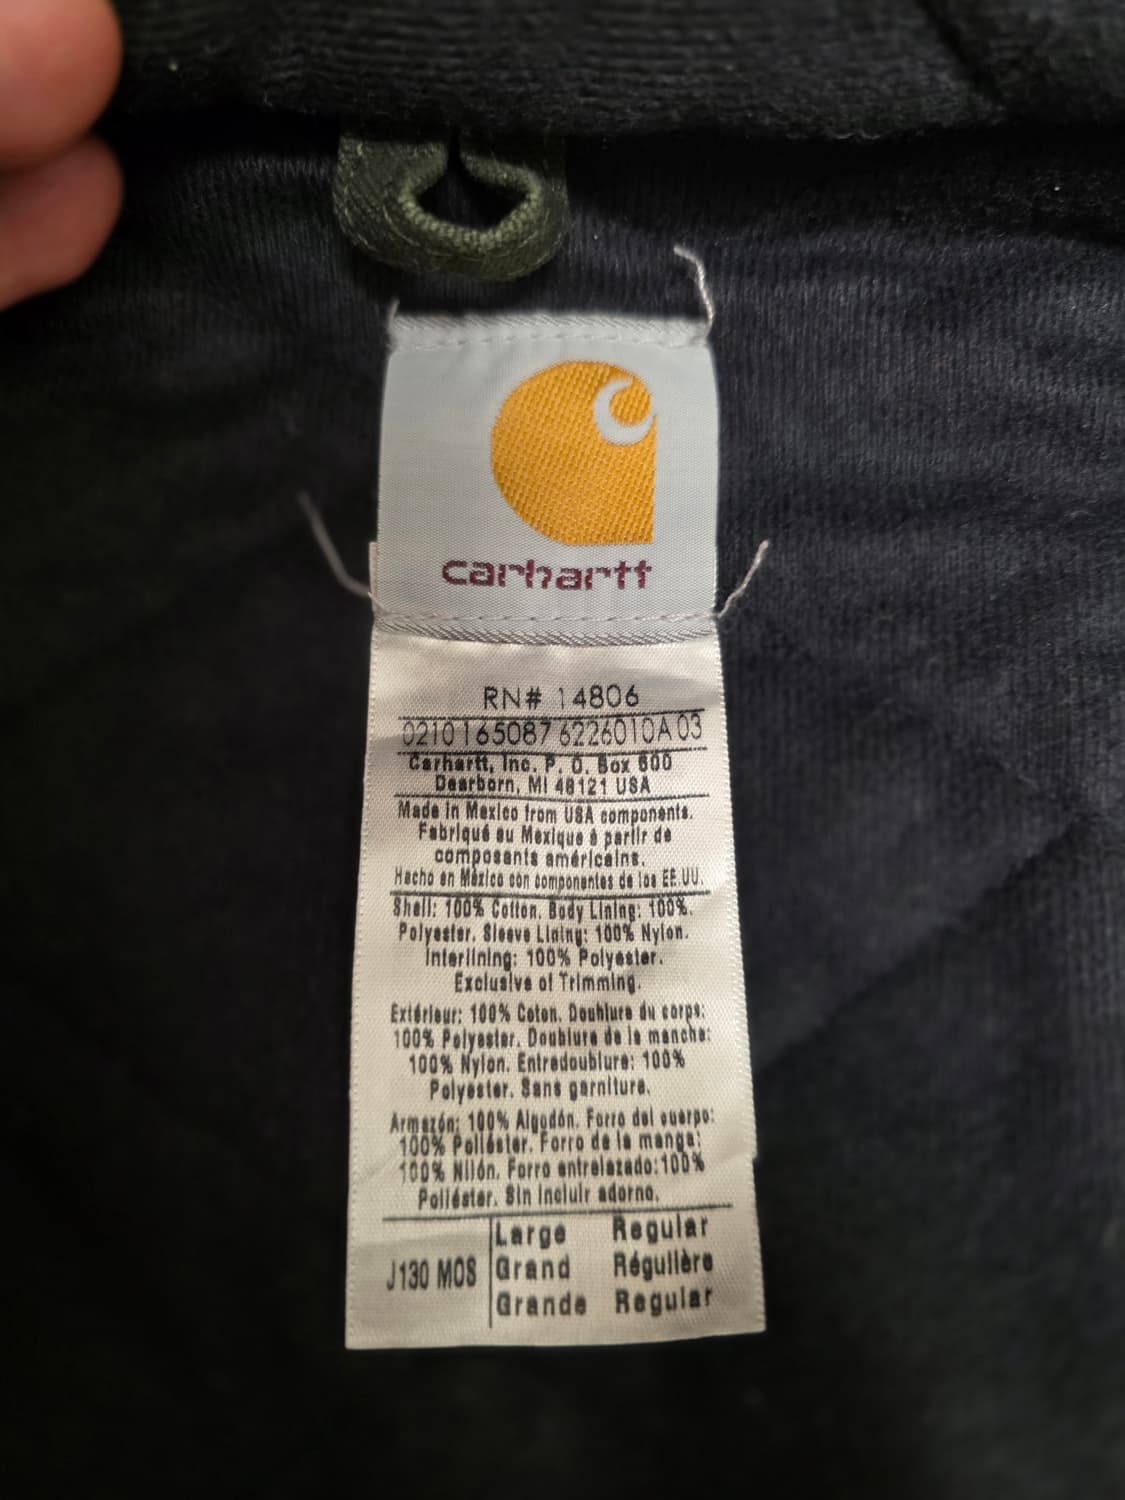 carhartt
RN# 14806
0210165087 6226010A 03
Carhartt, Inc. P. O. Box 600
Dearborn, MI 48121 USA
Made in Mexico from USA components.
Fabriqué au Mexique à partir de
composants américains.
Hecho en México con componentes de los EE.UU.
Shell: 100% Cotton. Body Lining: 100%.
Polyester. Sleeve Lining: 100% Nylon.
Interlining: 100% Polyester.
Exclusive of Trimming.
Extérieur: 100% Coton. Doublure du corps:
100% Polyester. Doublure de la manche:
100% Nylon. Entredoublure: 100%
Polyester. Sans garniture.
Armazón: 100% Algodón. Forro del cuerpo:
100% Poliéster. Forro de la manga:
100% Nilón. Forro entrelazado:100%
Poliéster. Sin incluir adorno.
J130 MOS
Large Regular
Grand Régulière
Grande Regular